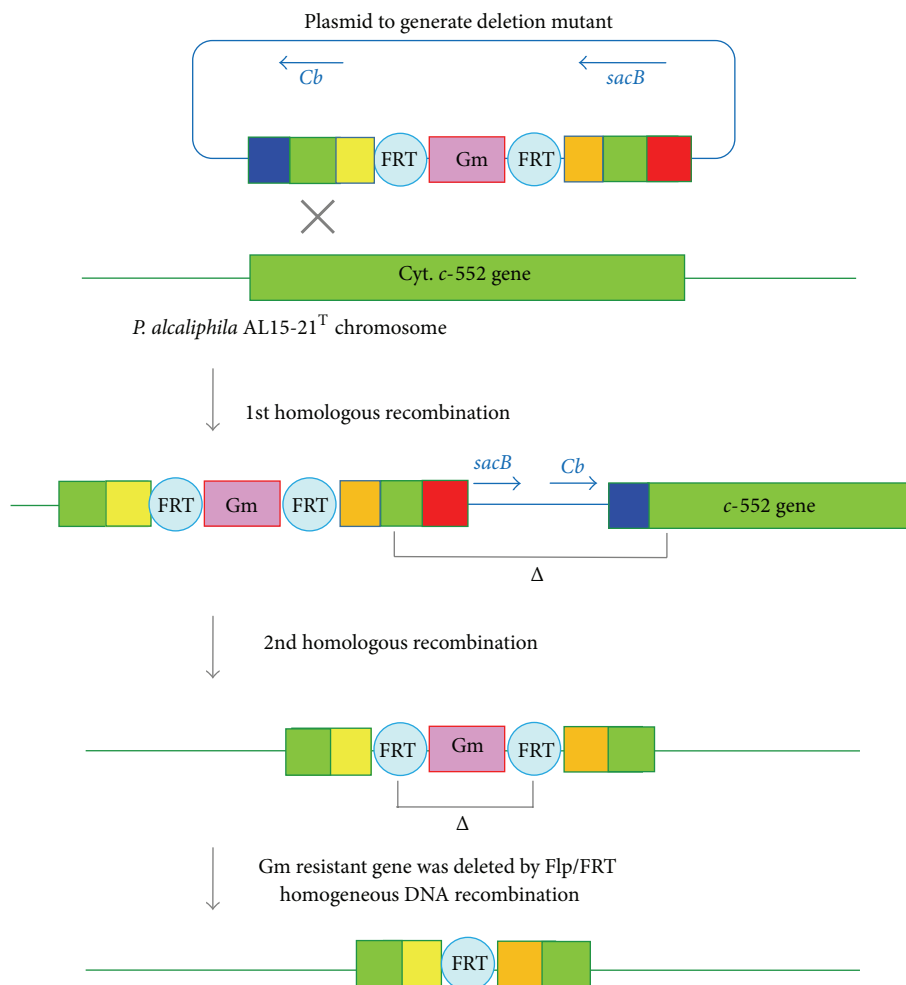 Plasmid to generate deletion mutant
Cb
sacB
FRT
Gm
FRT
Cyt. c-552 gene
P. alcaliphila AL15-21ᵀ chromosome
1st homologous recombination
sacB
Cb
FRT
Gm
FRT
c-552 gene
Δ
2nd homologous recombination
FRT
Gm
FRT
Δ
Gm resistant gene was deleted by Flp/FRT
homogeneous DNA recombination
FRT